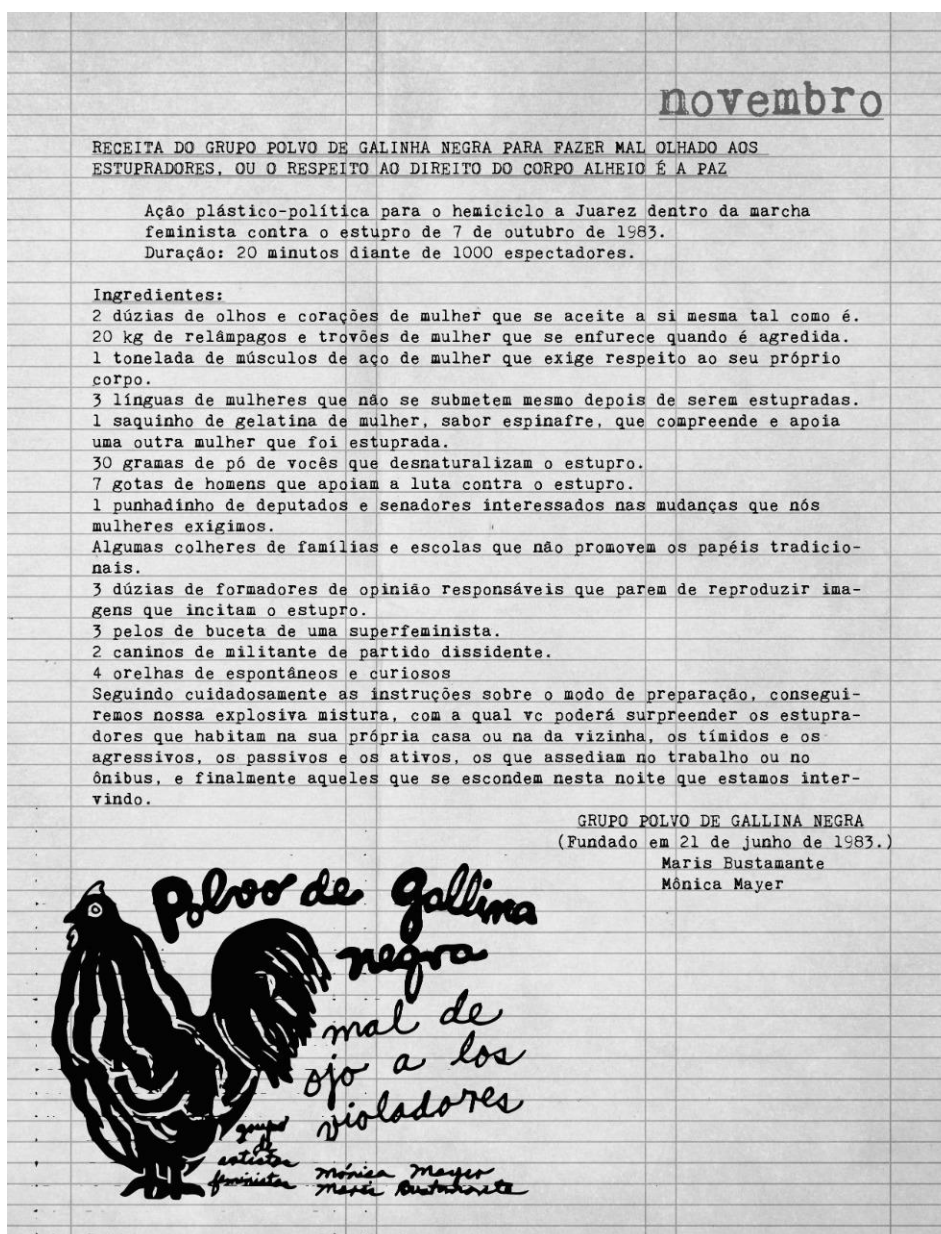 novembro
RECEITA DO GRUPO POLVO DE GALINHA NEGRA PARA FAZER MAL OLHADO AOS
ESTUPRADORES, OU O RESPEITO AO DIREITO DO CORPO ALHEIO É A PAZ
Ação plástico-política para o hemiciclo a Juarez dentro da marcha
feminista contra o estupro de 7 de outubro de 1983.
Duração: 20 minutos diante de 1000 espectadores.
Ingredientes:
2 dúzias de olhos e corações de mulher que se aceite a si mesma tal como é.
20 kg de relâmpagos e trovões de mulher que se enfurece quando é agredida.
1 tonelada de músculos de aço de mulher que exige respeito ao seu próprio
corpo.
3 línguas de mulheres que não se submetem mesmo depois de serem estupradas.
1 saquinho de gelatina de mulher, sabor espinafre, que compreende e apoia
uma outra mulher que foi estuprada.
30 gramas de pó de vocês que desnaturalizam o estupro.
7 gotas de homens que apoiam a luta contra o estupro.
1 punhadinho de deputados e senadores interessados nas mudanças que nós
mulheres exigimos.
Algumas colheres de famílias e escolas que não promovem os papéis tradicio-
nais.
3 dúzias de formadores de opinião responsáveis que parem de reproduzir ima-
gens que incitam o estupro.
3 pelos de buceta de uma superfeminista.
2 caninos de militante de partido dissidente.
4 orelhas de espontâneos e curiosos
Seguindo cuidadosamente as instruções sobre o modo de preparação, consegui-
remos nossa explosiva mistura, com a qual vc poderá surpreender os estupra-
dores que habitam na sua própria casa ou na da vizinha, os tímidos e os
agressivos, os passivos e os ativos, os que assediam no trabalho ou no
ônibus, e finalmente aqueles que se escondem nesta noite que estamos inter-
vindo.
GRUPO POLVO DE GALLINA NEGRA
(Fundado em 21 de junho de 1983.)
Maris Bustamante
Mônica Mayer
Polvo de gallina
negra
mal de
ojo a los
violadores
grupo
de
artistas
feministas
Mónica Mayer
Maris Bustamante